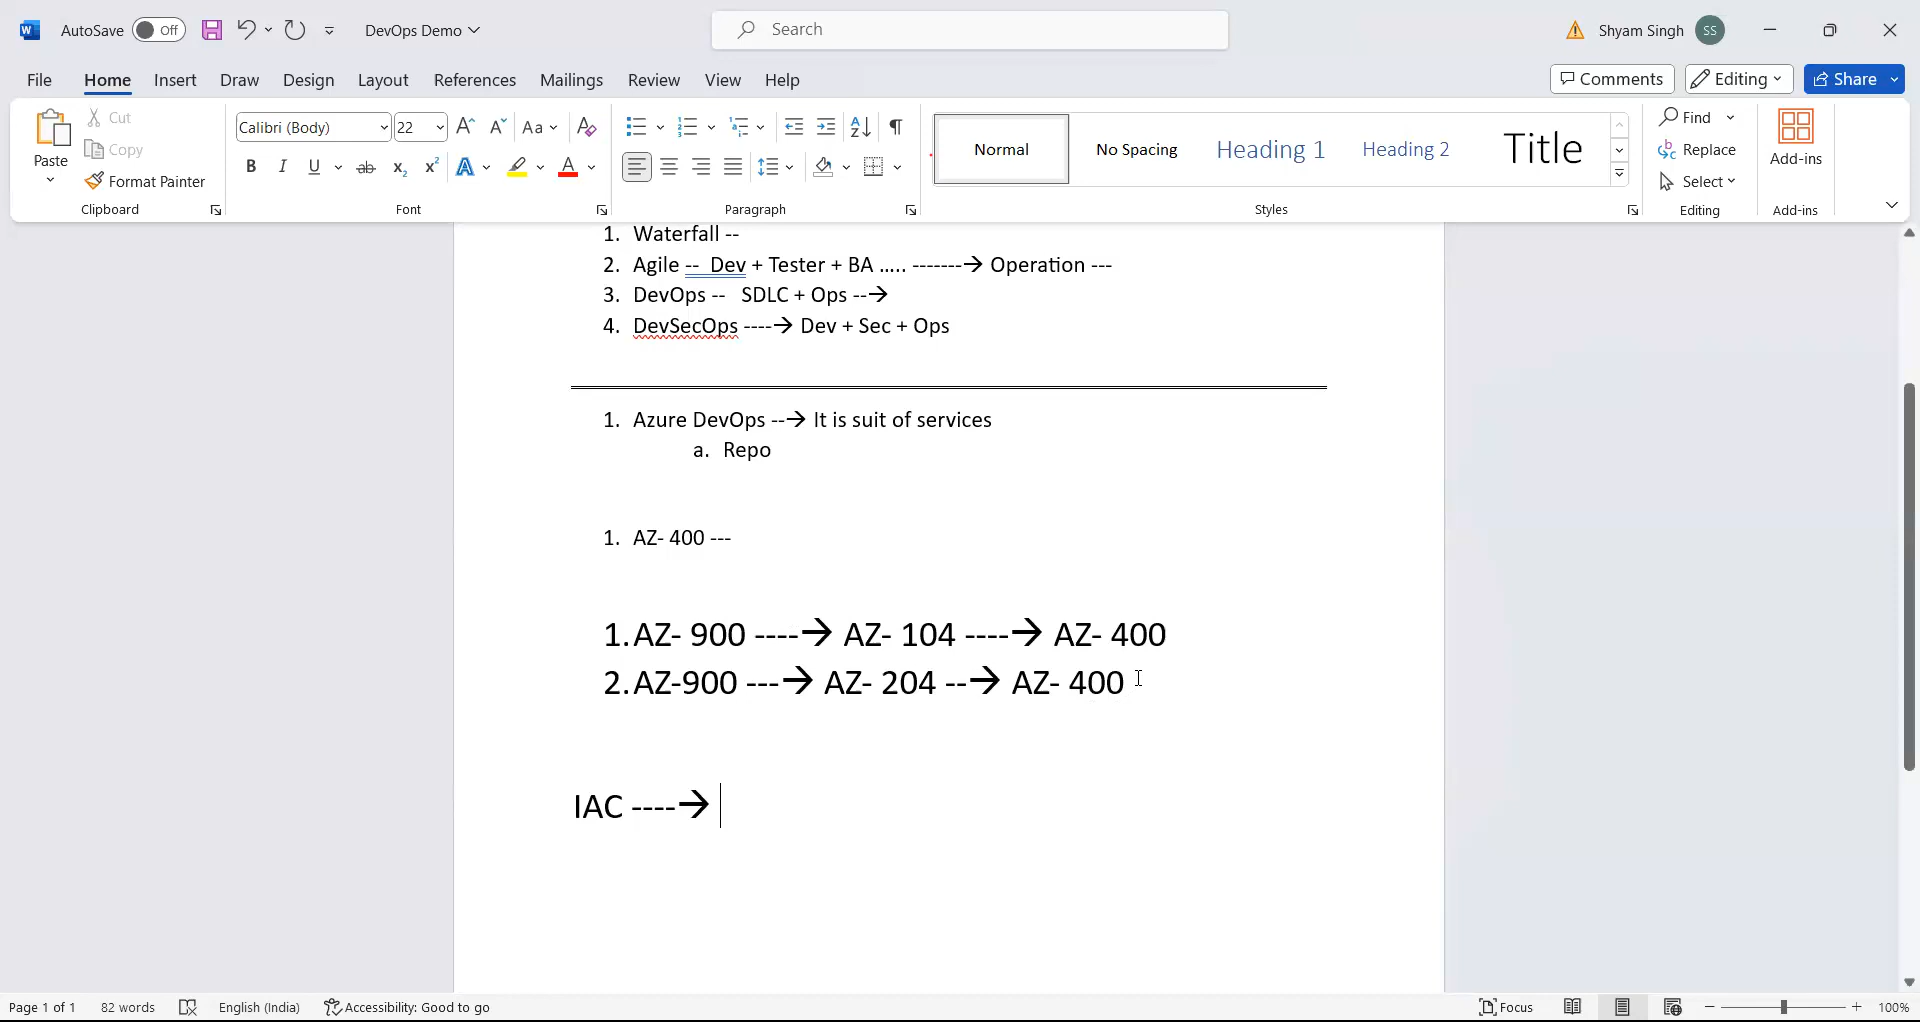 AutoSave Off DevOps Demo Search Shyam Singh SS
File Home Insert Draw Design Layout References Mailings Review View Help Comments Editing Share
Paste Cut Copy Format Painter Clipboard
Calibri (Body) 22 Aa Font
Paragraph
Normal No Spacing Heading 1 Heading 2 Title Styles
Find Replace Select Editing
Add-ins Add-ins
1. Waterfall --
2. Agile -- Dev + Tester + BA ..... -------→ Operation ---
3. DevOps -- SDLC + Ops --→
4. DevSecOps ----→ Dev + Sec + Ops
1. Azure DevOps --→ It is suit of services
a. Repo
1. AZ- 400 ---
1. AZ- 900 ----→ AZ- 104 ----→ AZ- 400
2. AZ-900 ---→ AZ- 204 --→ AZ- 400
IAC ----→
Page 1 of 1 82 words English (India) Accessibility: Good to go Focus 100%